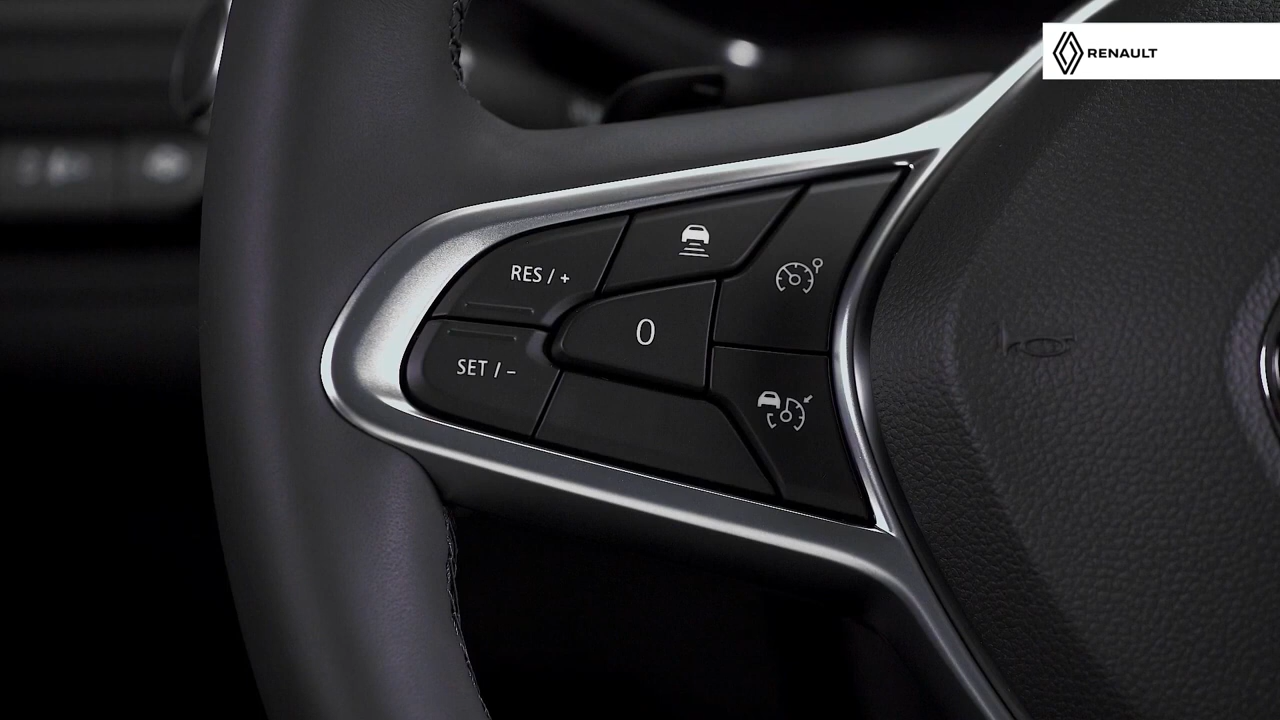 RENAULT
RES / +
0
SET / -